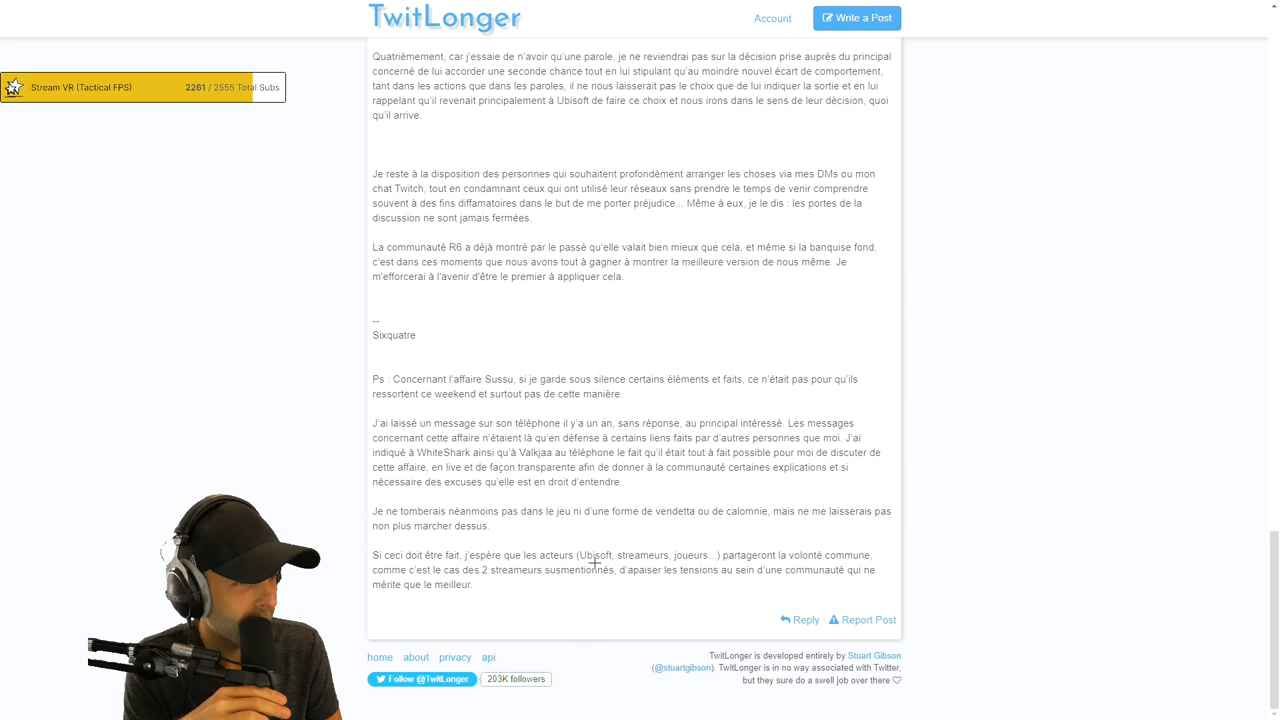 TwitLonger
Account
Write a Post
Stream VR (Tactical FPS)
2261 / 2555 Total Subs
Quatrièmement, car j'essaie de n'avoir qu'une parole, je ne reviendrai pas sur la décision prise auprès du principal
concerné de lui accorder une seconde chance tout en lui stipulant qu'au moindre nouvel écart de comportement,
tant dans les actions que dans les paroles, il ne nous laisserait pas le choix que de lui indiquer la sortie et en lui
rappelant qu'il revenait principalement à Ubisoft de faire ce choix et nous irons dans le sens de leur décision, quoi
qu'il arrive.
Je reste à la disposition des personnes qui souhaitent profondément arranger les choses via mes DMs ou mon
chat Twitch, tout en condamnant ceux qui ont utilisé leur réseaux sans prendre le temps de venir comprendre
souvent à des fins diffamatoires dans le but de me porter préjudice... Même à eux, je le dis : les portes de la
discussion ne sont jamais fermées.
La communauté R6 a déjà montré par le passé qu'elle valait bien mieux que cela, et même si la banquise fond,
c'est dans ces moments que nous avons tout à gagner à montrer la meilleure version de nous même. Je
m'efforcerai à l'avenir d'être le premier à appliquer cela.
--
Sixquatre
Ps : Concernant l'affaire Sussu, si je garde sous silence certains éléments et faits, ce n'était pas pour qu'ils
ressortent ce weekend et surtout pas de cette manière.
J'ai laissé un message sur son téléphone il y'a un an, sans réponse, au principal intéressé. Les messages
concernant cette affaire n'étaient là qu'en défense à certains liens faits par d'autres personnes que moi. J'ai
indiqué à WhiteShark ainsi qu'à Valkjaa au téléphone le fait qu'il était tout à fait possible pour moi de discuter de
cette affaire, en live et de façon transparente afin de donner à la communauté certaines explications et si
nécessaire des excuses qu'elle est en droit d'entendre.
Je ne tomberais néanmoins pas dans le jeu ni d'une forme de vendetta ou de calomnie, mais ne me laisserais pas
non plus marcher dessus.
Si ceci doit être fait, j'espère que les acteurs (Ubisoft, streameurs, joueurs...) partageront la volonté commune,
comme c'est le cas des 2 streameurs susmentionnés, d'apaiser les tensions au sein d'une communauté qui ne
mérite que le meilleur.
Reply · Report Post
home about privacy api
Follow @TwitLonger
203K followers
TwitLonger is developed entirely by Stuart Gibson
(@stuartgibson). TwitLonger is in no way associated with Twitter,
but they sure do a swell job over there